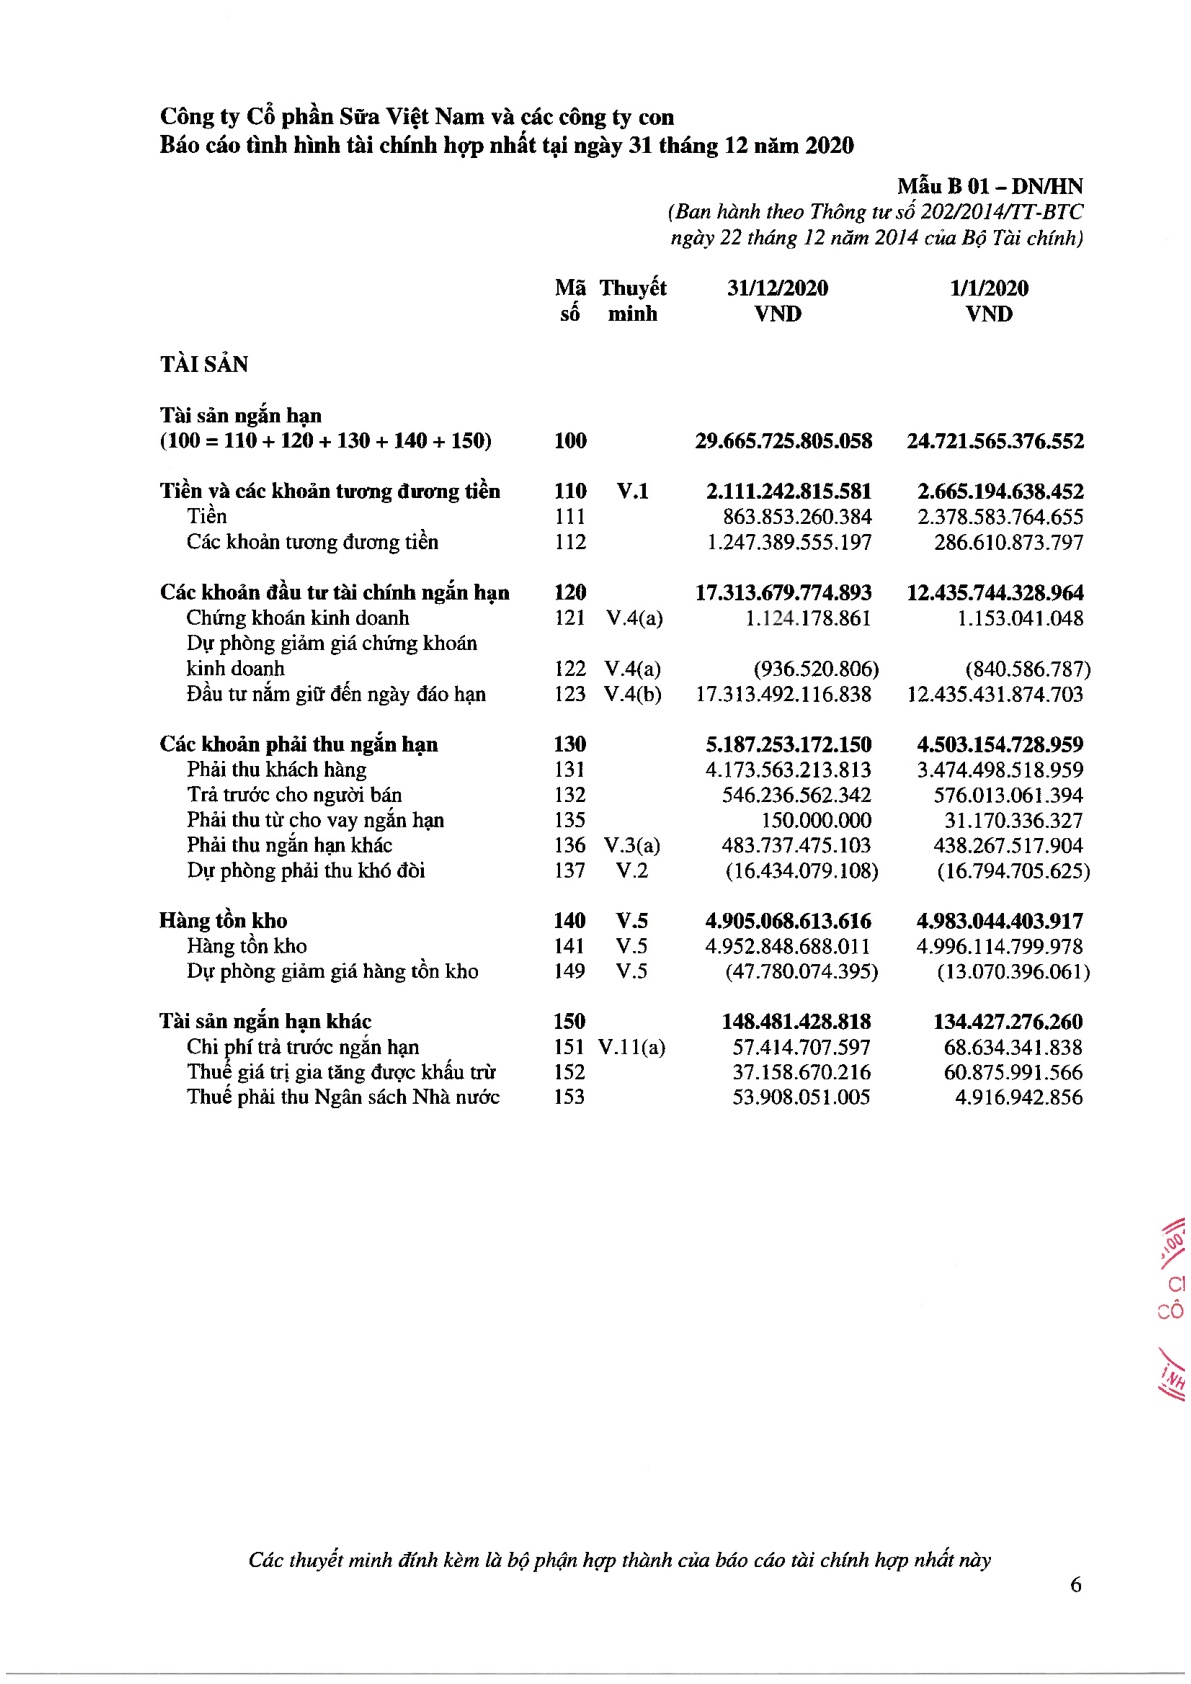 Công ty Cổ phần Sữa Việt Nam và các công ty con
Báo cáo tình hình tài chính hợp nhất tại ngày 31 tháng 12 năm 2020
Mẫu B 01 – DN/HN
(Ban hành theo Thông tư số 202/2014/TT-BTC
ngày 22 tháng 12 năm 2014 của Bộ Tài chính)
Mã Thuyết 31/12/2020 1/1/2020
số minh VND VND
TÀI SẢN
Tài sản ngắn hạn
(100 = 110 + 120 + 130 + 140 + 150) 100 29.665.725.805.058 24.721.565.376.552
Tiền và các khoản tương đương tiền 110 V.1 2.111.242.815.581 2.665.194.638.452
Tiền 111 863.853.260.384 2.378.583.764.655
Các khoản tương đương tiền 112 1.247.389.555.197 286.610.873.797
Các khoản đầu tư tài chính ngắn hạn 120 17.313.679.774.893 12.435.744.328.964
Chứng khoán kinh doanh 121 V.4(a) 1.124.178.861 1.153.041.048
Dự phòng giảm giá chứng khoán
kinh doanh 122 V.4(a) (936.520.806) (840.586.787)
Đầu tư nắm giữ đến ngày đáo hạn 123 V.4(b) 17.313.492.116.838 12.435.431.874.703
Các khoản phải thu ngắn hạn 130 5.187.253.172.150 4.503.154.728.959
Phải thu khách hàng 131 4.173.563.213.813 3.474.498.518.959
Trả trước cho người bán 132 546.236.562.342 576.013.061.394
Phải thu từ cho vay ngắn hạn 135 150.000.000 31.170.336.327
Phải thu ngắn hạn khác 136 V.3(a) 483.737.475.103 438.267.517.904
Dự phòng phải thu khó đòi 137 V.2 (16.434.079.108) (16.794.705.625)
Hàng tồn kho 140 V.5 4.905.068.613.616 4.983.044.403.917
Hàng tồn kho 141 V.5 4.952.848.688.011 4.996.114.799.978
Dự phòng giảm giá hàng tồn kho 149 V.5 (47.780.074.395) (13.070.396.061)
Tài sản ngắn hạn khác 150 148.481.428.818 134.427.276.260
Chi phí trả trước ngắn hạn 151 V.11(a) 57.414.707.597 68.634.341.838
Thuế giá trị gia tăng được khấu trừ 152 37.158.670.216 60.875.991.566
Thuế phải thu Ngân sách Nhà nước 153 53.908.051.005 4.916.942.856
CÔ
Các thuyết minh đính kèm là bộ phận hợp thành của báo cáo tài chính hợp nhất này
6